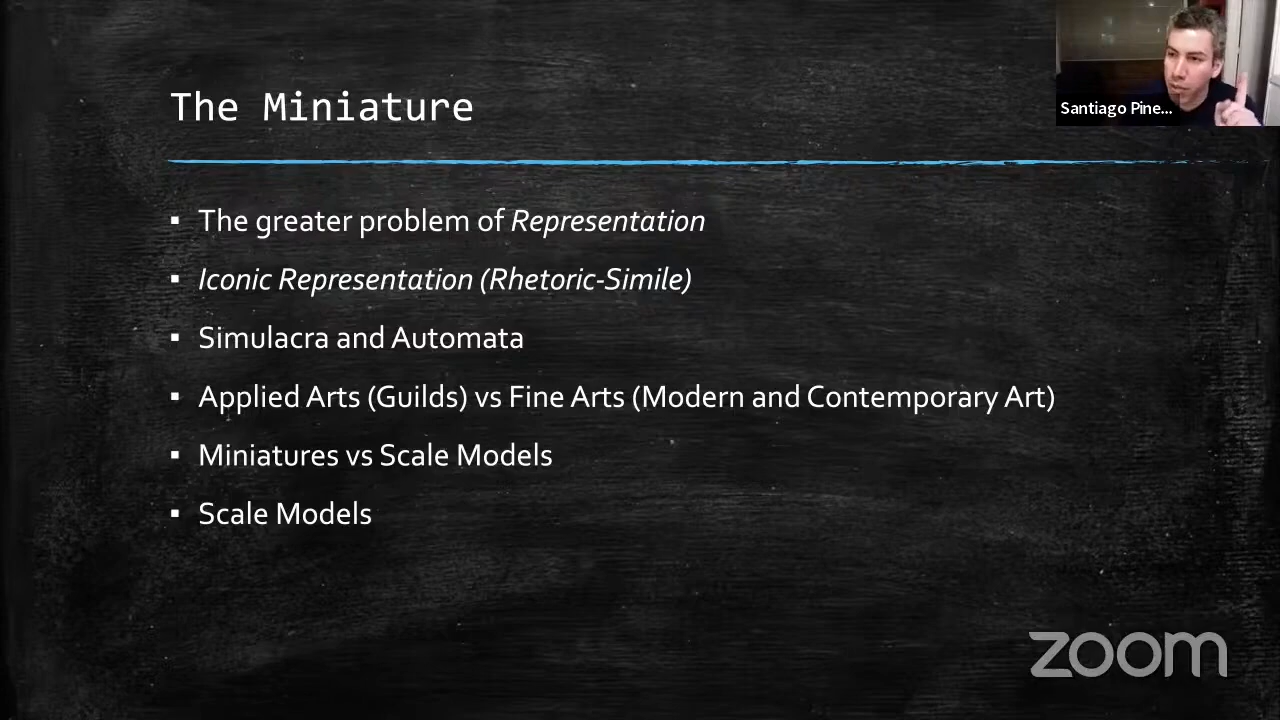 The Miniature
Santiago Pine...
▪ The greater problem of Representation
▪ Iconic Representation (Rhetoric-Simile)
▪ Simulacra and Automata
▪ Applied Arts (Guilds) vs Fine Arts (Modern and Contemporary Art)
▪ Miniatures vs Scale Models
▪ Scale Models
zoom